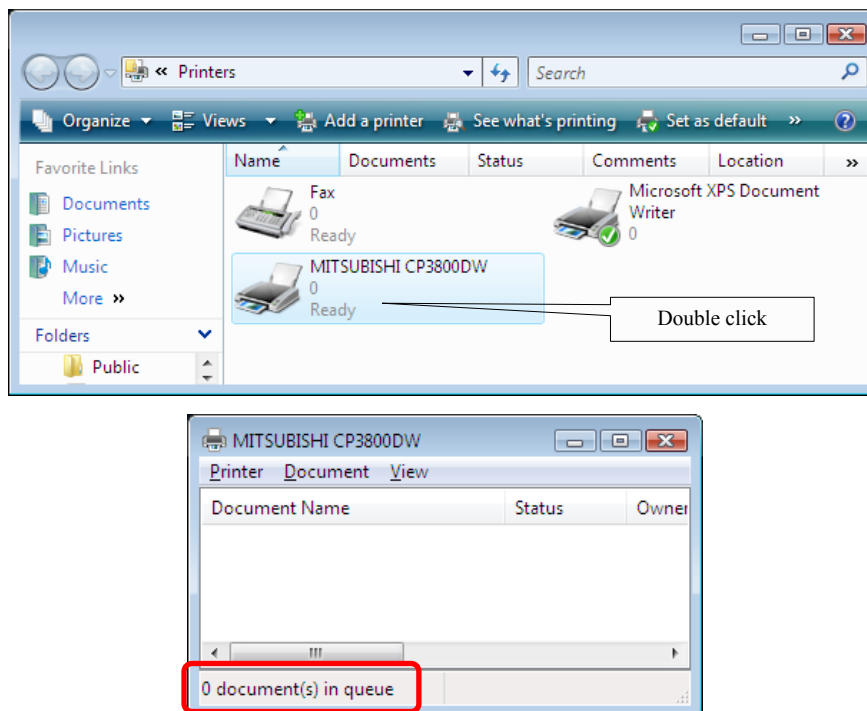 « Printers
Search
Organize Views Add a printer See what's printing Set as default »
Favorite Links
Documents
Pictures
Music
More »
Folders
Public
Name Documents Status Comments Location »
Fax
0
Ready
Microsoft XPS Document
Writer
0
MITSUBISHI CP3800DW
0
Ready
Double click
MITSUBISHI CP3800DW
Printer Document View
Document Name Status Owner
0 document(s) in queue